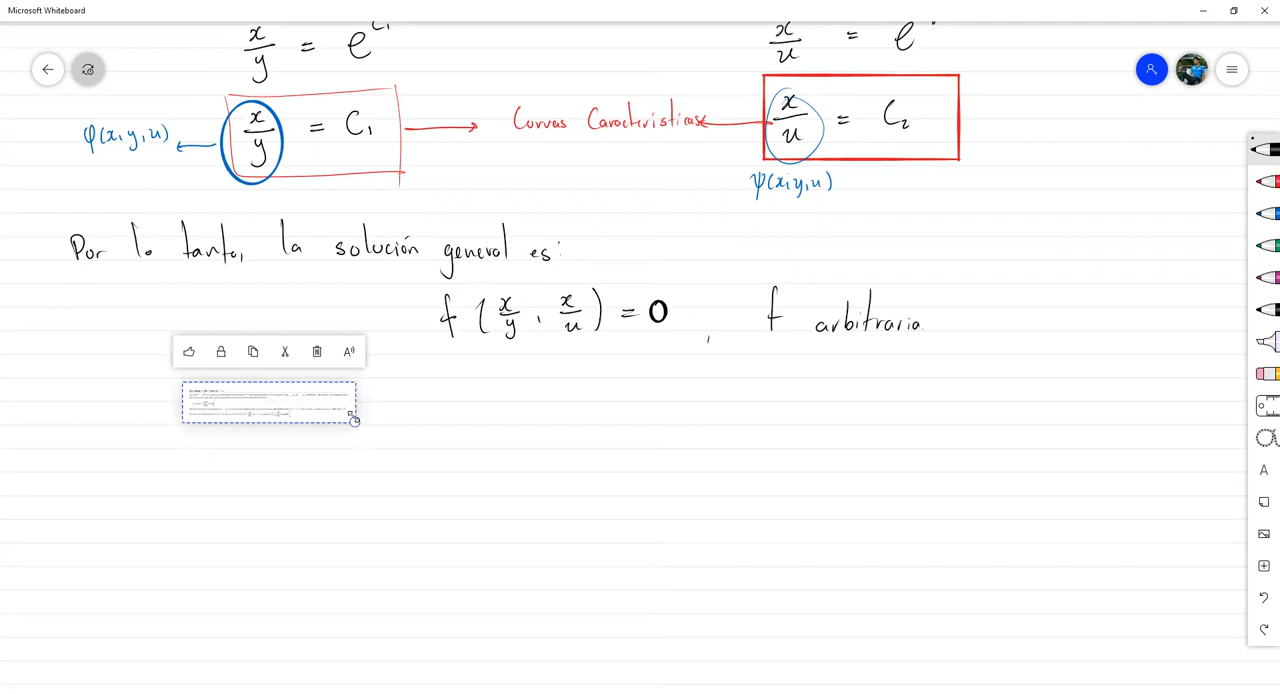 Microsoft Whiteboard
x/y = e^C₁
x/u = e
φ(x,y,u)
x/y = C₁
Curvas Características
x/u = C₂
ψ(x,y,u)
Por lo tanto, la solución general es:
f(x/y, x/u) = 0, f arbitraria.